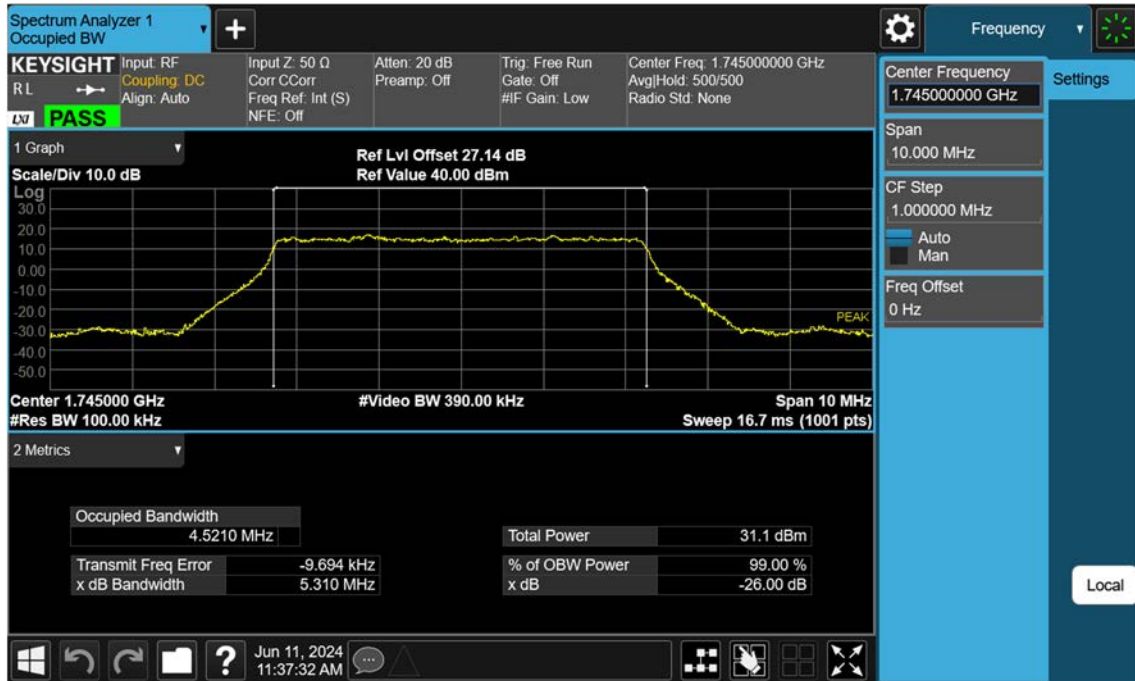 Spectrum Analyzer 1
Occupied BW
+
Frequency
KEYSIGHT
R L
LXI
PASS
Input: RF
Coupling: DC
Align: Auto
Input Z: 50 Ω
Corr CCorr
Freq Ref: Int (S)
NFE: Off
Atten: 20 dB
Preamp: Off
Trig: Free Run
Gate: Off
#IF Gain: Low
Center Freq: 1.745000000 GHz
Avg|Hold: 500/500
Radio Std: None
1 Graph
Scale/Div 10.0 dB
Ref Lvl Offset 27.14 dB
Ref Value 40.00 dBm
Log
30.0
20.0
10.0
0.00
-10.0
-20.0
-30.0
-40.0
-50.0
PEAK
Center 1.745000 GHz
#Video BW 390.00 kHz
Span 10 MHz
#Res BW 100.00 kHz
Sweep 16.7 ms (1001 pts)
2 Metrics
Occupied Bandwidth
4.5210 MHz
Total Power 31.1 dBm
Transmit Freq Error -9.694 kHz
% of OBW Power 99.00 %
x dB Bandwidth 5.310 MHz
x dB -26.00 dB
Center Frequency
1.745000000 GHz
Settings
Span
10.000 MHz
CF Step
1.000000 MHz
Auto
Man
Freq Offset
0 Hz
Local
?
Jun 11, 2024
11:37:32 AM